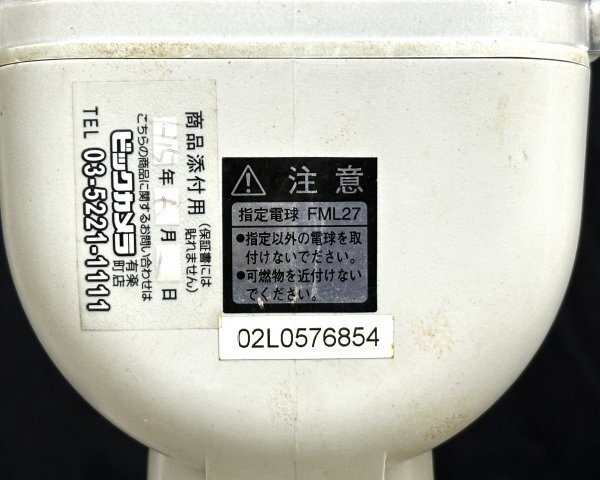 商品添付用 (保証書には
貼れません)
年 月 日
こちらの商品に関するお問い合わせは
ビックカメラ 有楽
町店
TEL 03-5221-1111
注意
指定電球 FML27
●指定以外の電球を取
付けないでださい。
●可燃物を近付けない
でください。
02L0576854